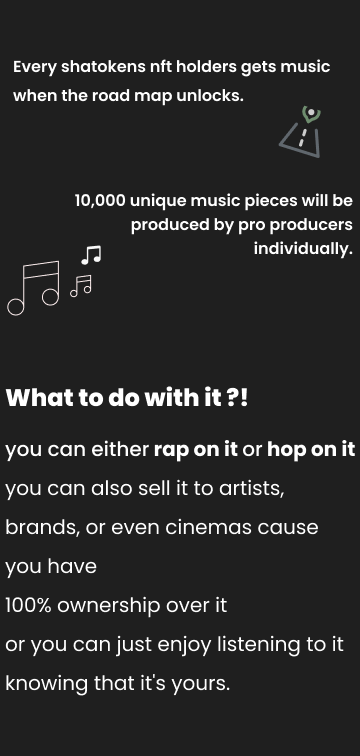 Every shatokens nft holders gets music
when the road map unlocks.
10,000 unique music pieces will be
produced by pro producers
individually.
What to do with it ?!
you can either rap on it or hop on it
you can also sell it to artists,
brands, or even cinemas cause
you have
100% ownership over it
or you can just enjoy listening to it
knowing that it's yours.